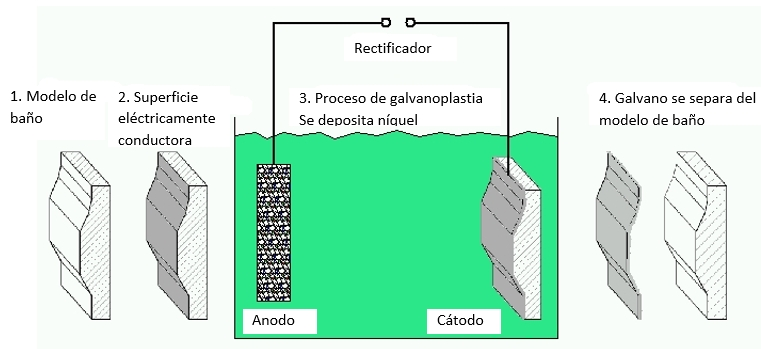 Rectificador
1. Modelo de
baño
2. Superficie
eléctricamente
conductora
3. Proceso de galvanoplastia
Se deposita níquel
4. Galvano se separa del
modelo de baño
Anodo
Cátodo